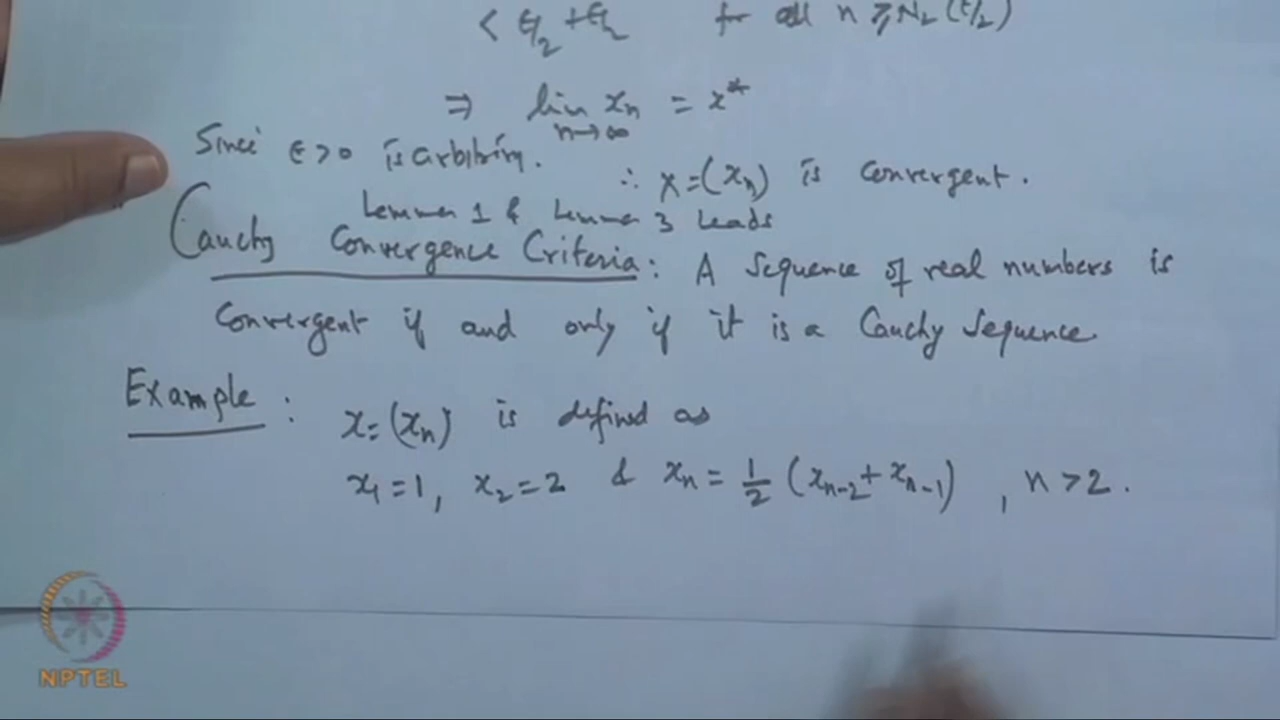 < ε/2 + ε/2 for all n ≥ N₂(ε/2)
⇒ lim xₙ = x*
n→∞
Since ε>0 is arbitrary.
∴ X=(xₙ) is convergent.
Lemma 1 & Lemma 3 leads
Cauchy Convergence Criteria: A sequence of real numbers is
Convergent if and only if it is a Cauchy sequence.
Example: x=(xₙ) is defined as
x₁=1, x₂=2 & xₙ = 1/2 (xₙ₋₂+xₙ₋₁), n>2.
NPTEL